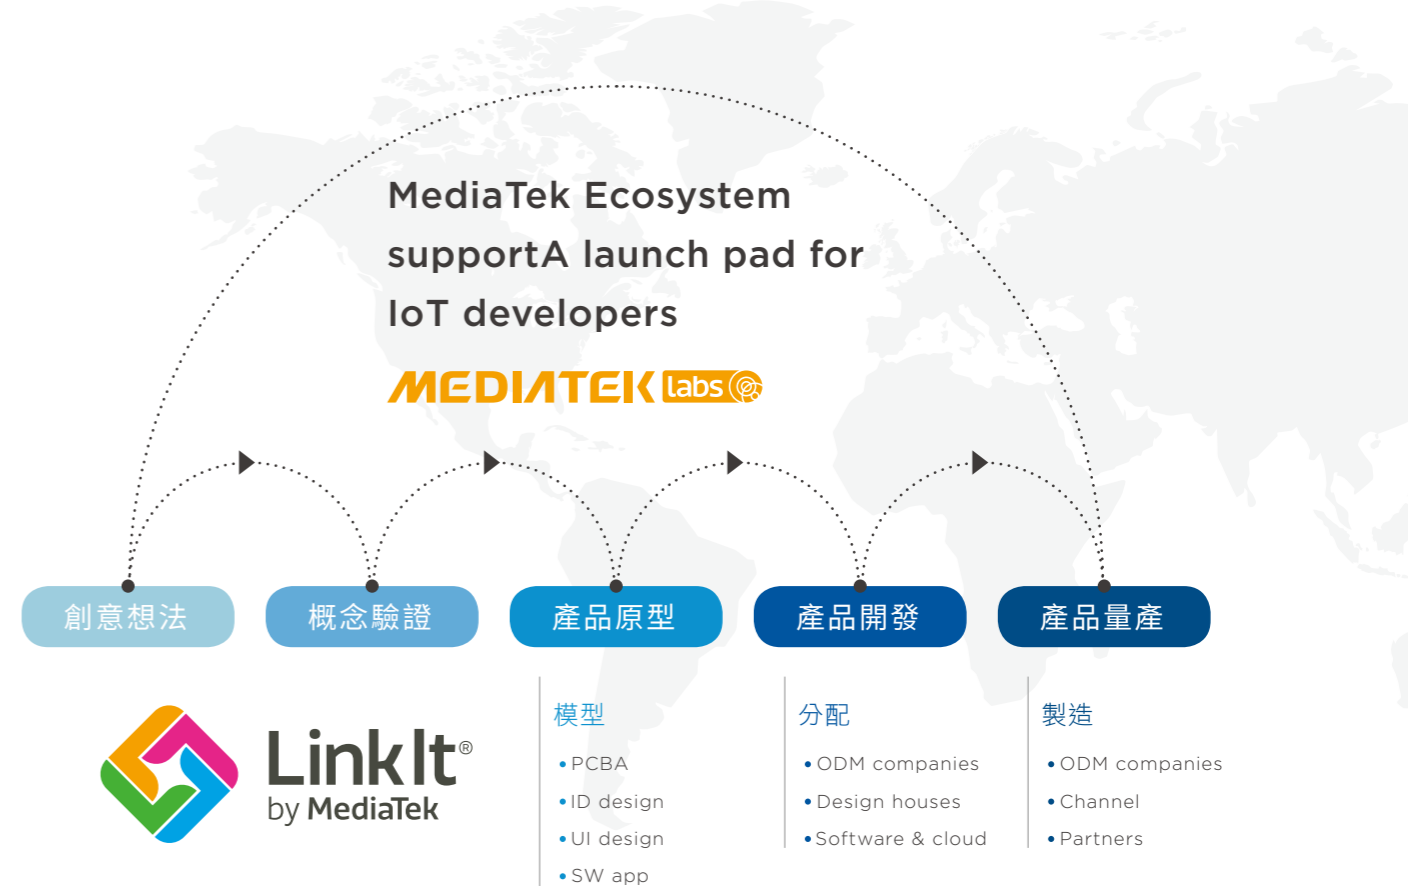 MediaTek Ecosystem
supportA launch pad for
IoT developers
MEDIATEK labs
創意想法
概念驗證
產品原型
產品開發
產品量產
LinkIt®
by MediaTek
模型
• PCBA
• ID design
• UI design
• SW app
分配
• ODM companies
• Design houses
• Software & cloud
製造
• ODM companies
• Channel
• Partners